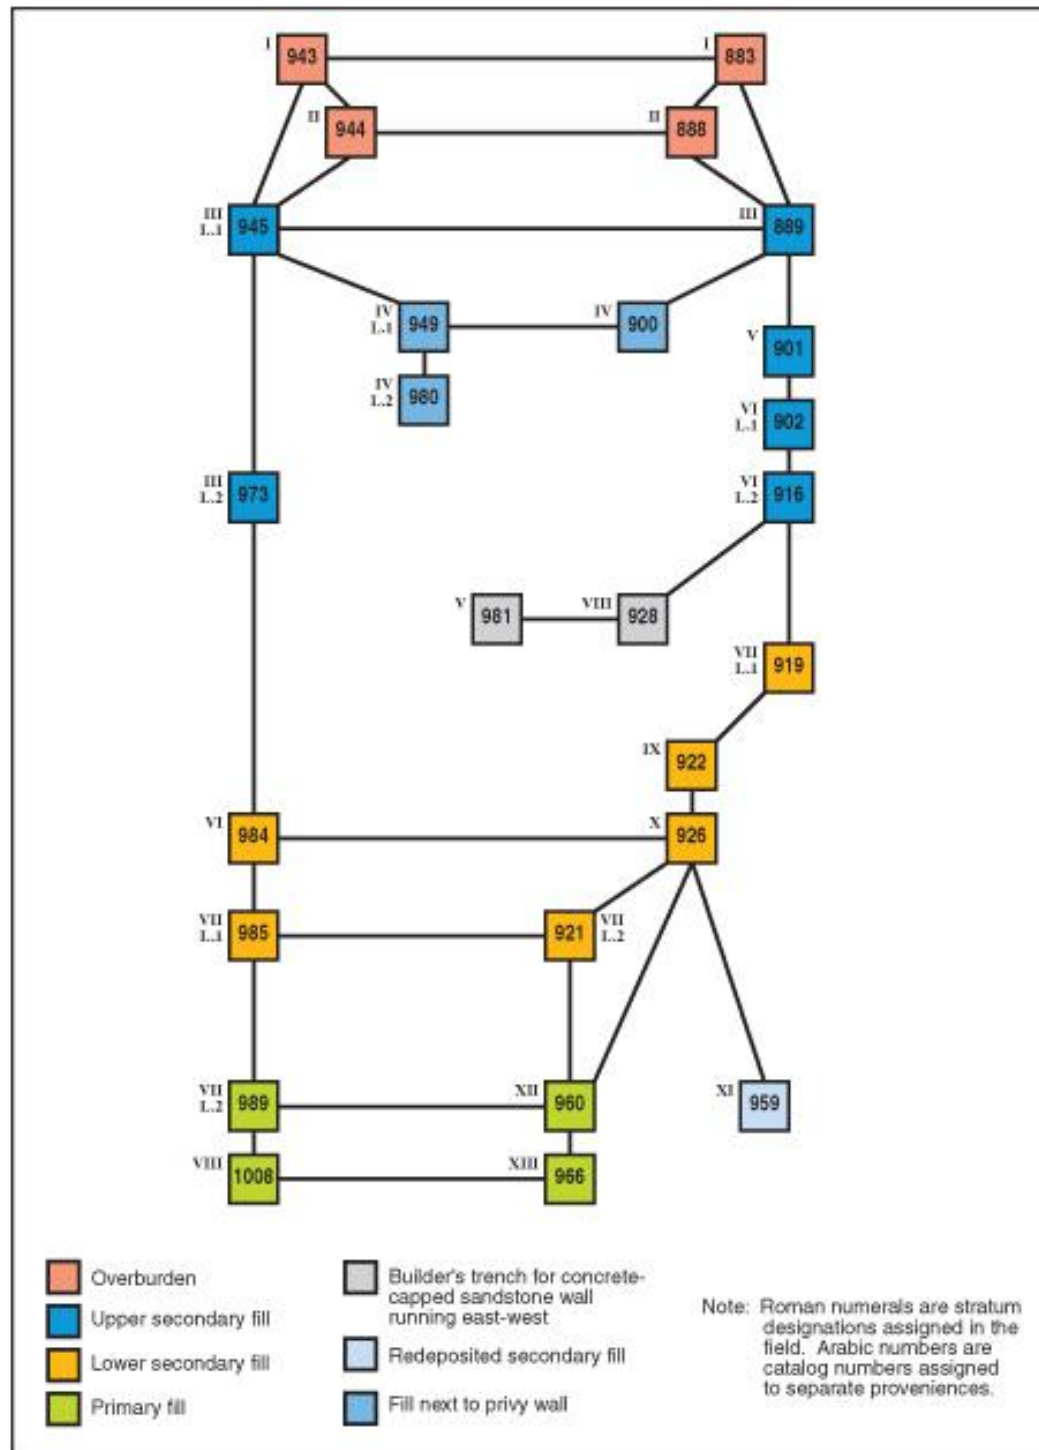 I
943
I
883
II
944
II
888
III
L.1
945
III
889
IV
L.1
949
IV
900
V
901
IV
L.2
980
VI
L.1
902
III
L.2
973
VI
L.2
916
V
981
VIII
928
VII
L.1
919
IX
922
VI
984
X
926
VII
L.1
985
921
VII
L.2
VII
L.2
989
XII
960
XI
959
VIII
1008
XIII
966
Overburden
Upper secondary fill
Lower secondary fill
Primary fill
Builder's trench for concrete-
capped sandstone wall
running east-west
Redeposited secondary fill
Fill next to privy wall
Note: Roman numerals are stratum
designations assigned in the
field. Arabic numbers are
catalog numbers assigned
to separate proveniences.